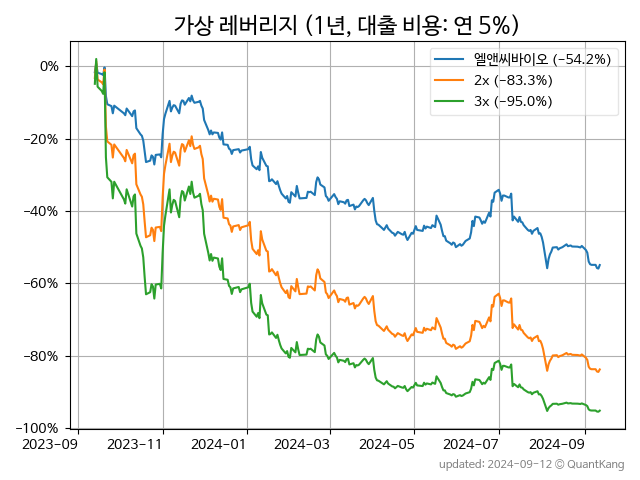 가상 레버리지 (1년, 대출 비용: 연 5%)
엘앤씨바이오 (−54.2%)
2x (−83.3%)
3x (−95.0%)
0%
−20%
−40%
−60%
−80%
−100%
2023-09 2023-11 2024-01 2024-03 2024-05 2024-07 2024-09
updated: 2024-09-12 © QuantKang